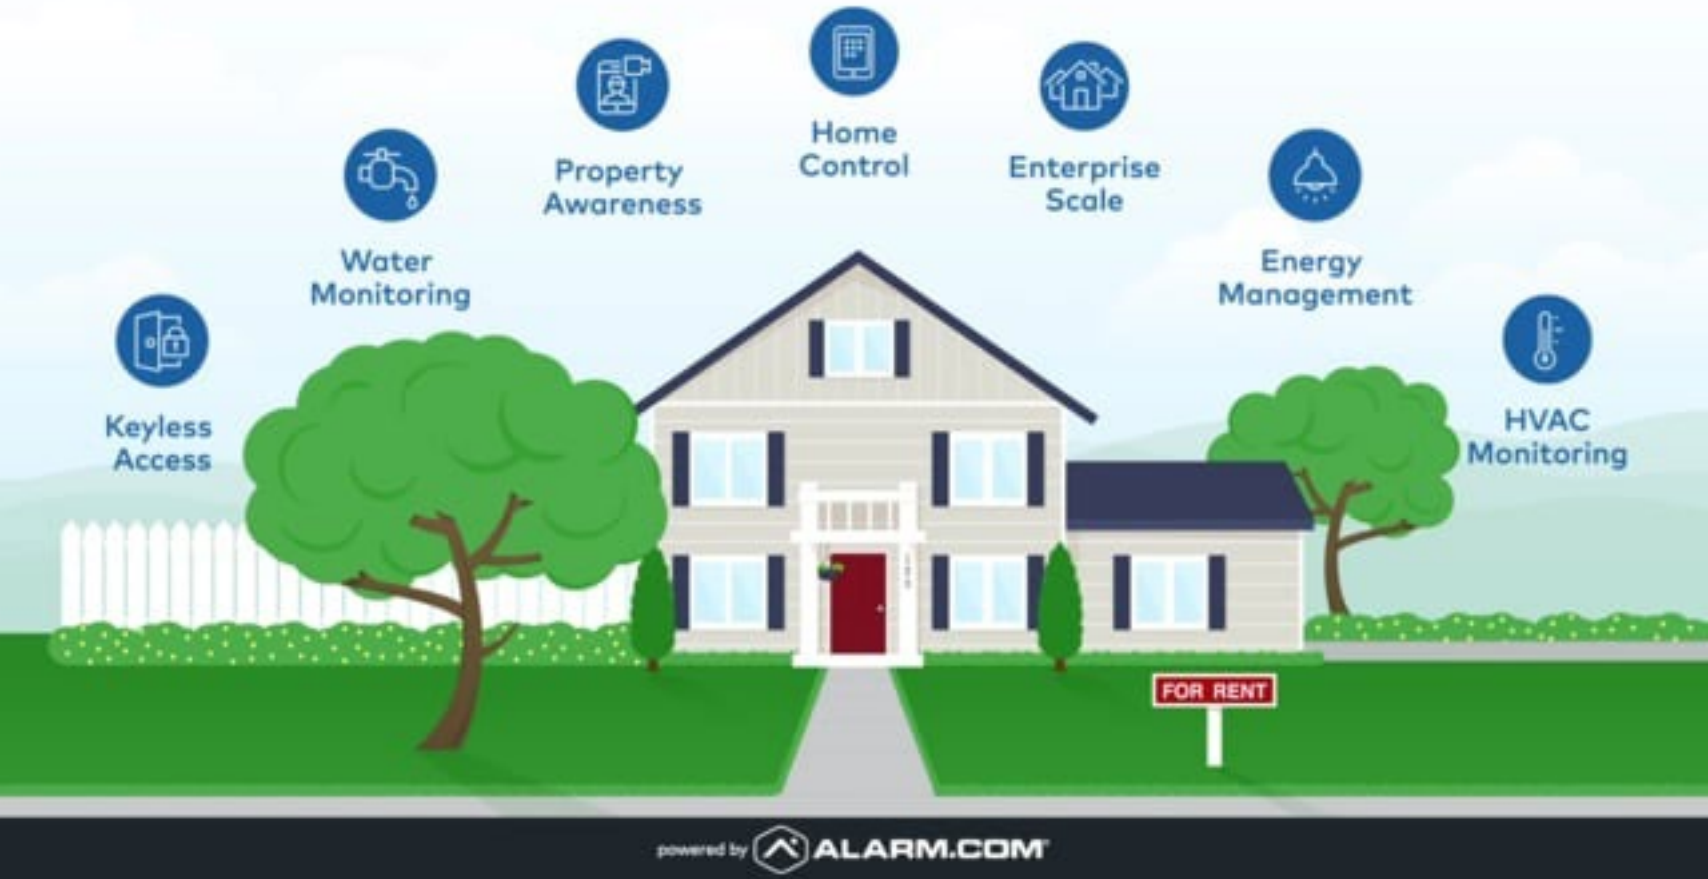 Home
Control
Property
Awareness
Enterprise
Scale
Water
Monitoring
Energy
Management
Keyless
Access
HVAC
Monitoring
FOR RENT
powered by ALARM.COM